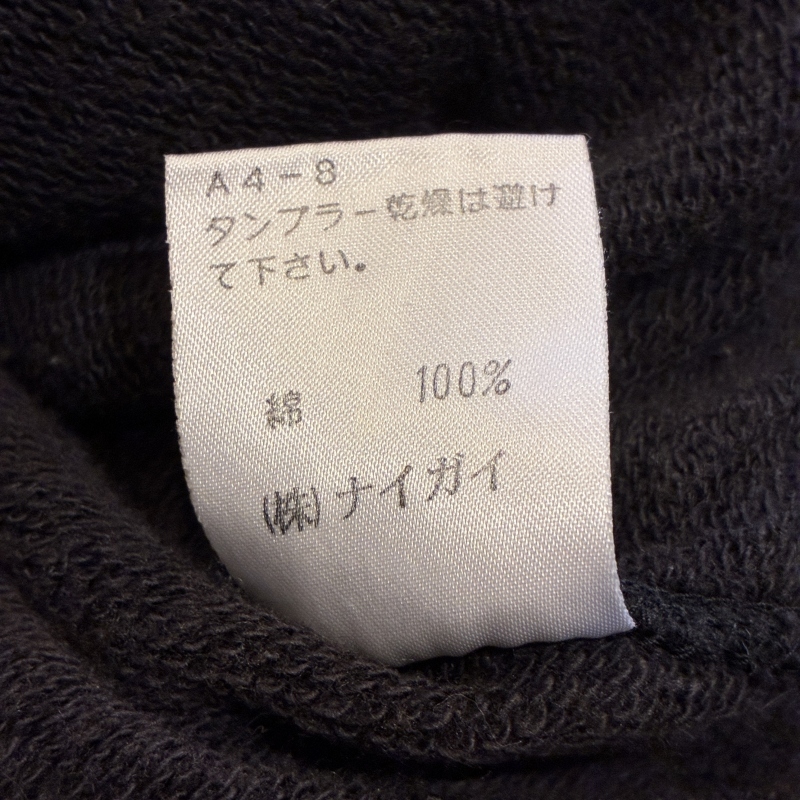 A4-8
タンブラー乾燥は避け
て下さい。
綿 100%
(株)ナイガイ